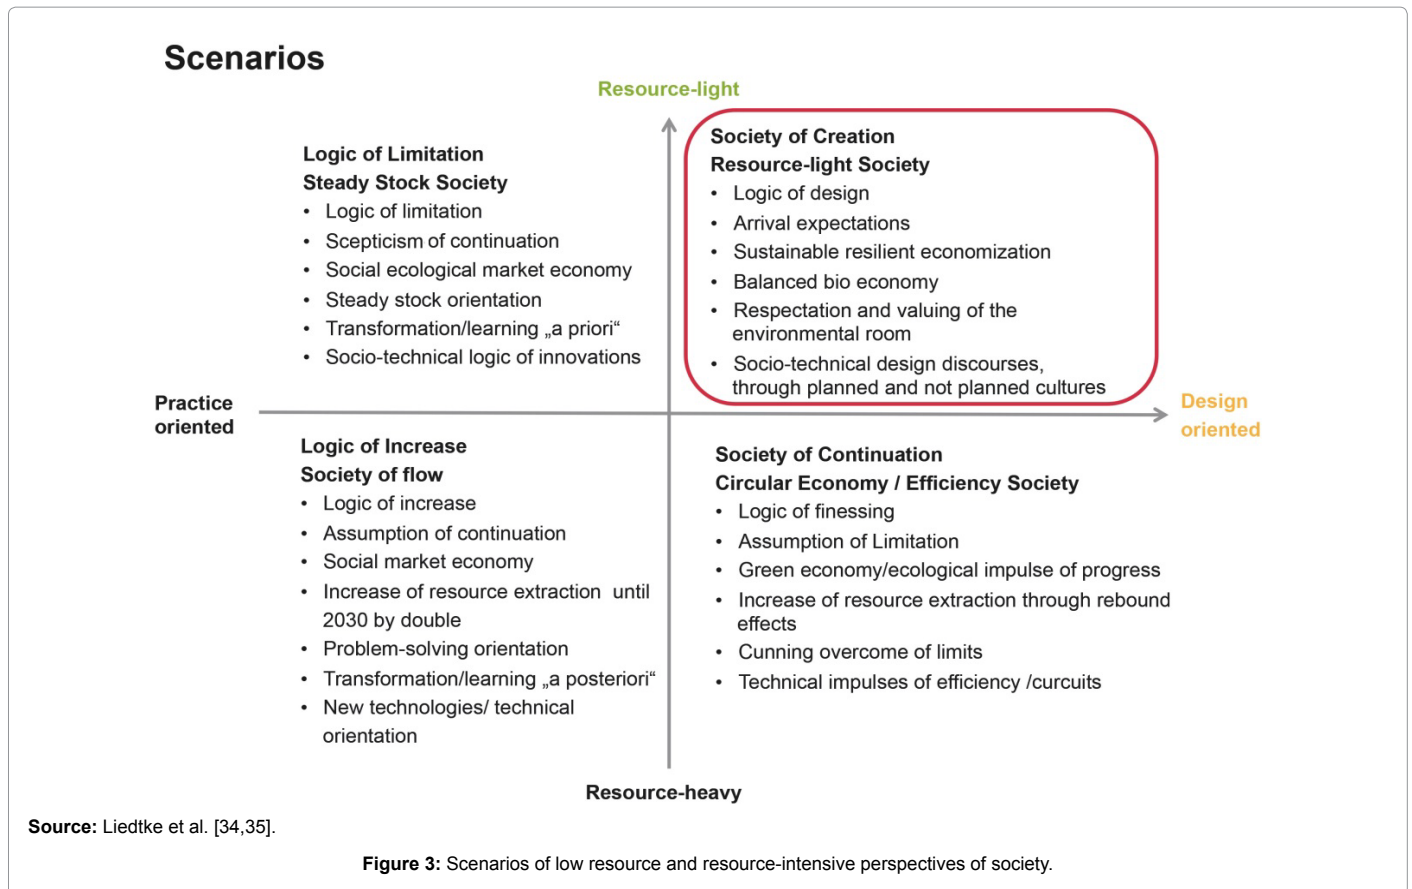 Scenarios
Resource-light
Logic of Limitation
Steady Stock Society
• Logic of limitation
• Scepticism of continuation
• Social ecological market economy
• Steady stock orientation
• Transformation/learning „a priori“
• Socio-technical logic of innovations
Society of Creation
Resource-light Society
• Logic of design
• Arrival expectations
• Sustainable resilient economization
• Balanced bio economy
• Respectation and valuing of the
environmental room
• Socio-technical design discourses,
through planned and not planned cultures
Practice
oriented
Design
oriented
Logic of Increase
Society of flow
• Logic of increase
• Assumption of continuation
• Social market economy
• Increase of resource extraction until
2030 by double
• Problem-solving orientation
• Transformation/learning „a posteriori“
• New technologies/ technical
orientation
Society of Continuation
Circular Economy / Efficiency Society
• Logic of finessing
• Assumption of Limitation
• Green economy/ecological impulse of progress
• Increase of resource extraction through rebound
effects
• Cunning overcome of limits
• Technical impulses of efficiency /curcuits
Resource-heavy
Source: Liedtke et al. [34,35].
Figure 3: Scenarios of low resource and resource-intensive perspectives of society.